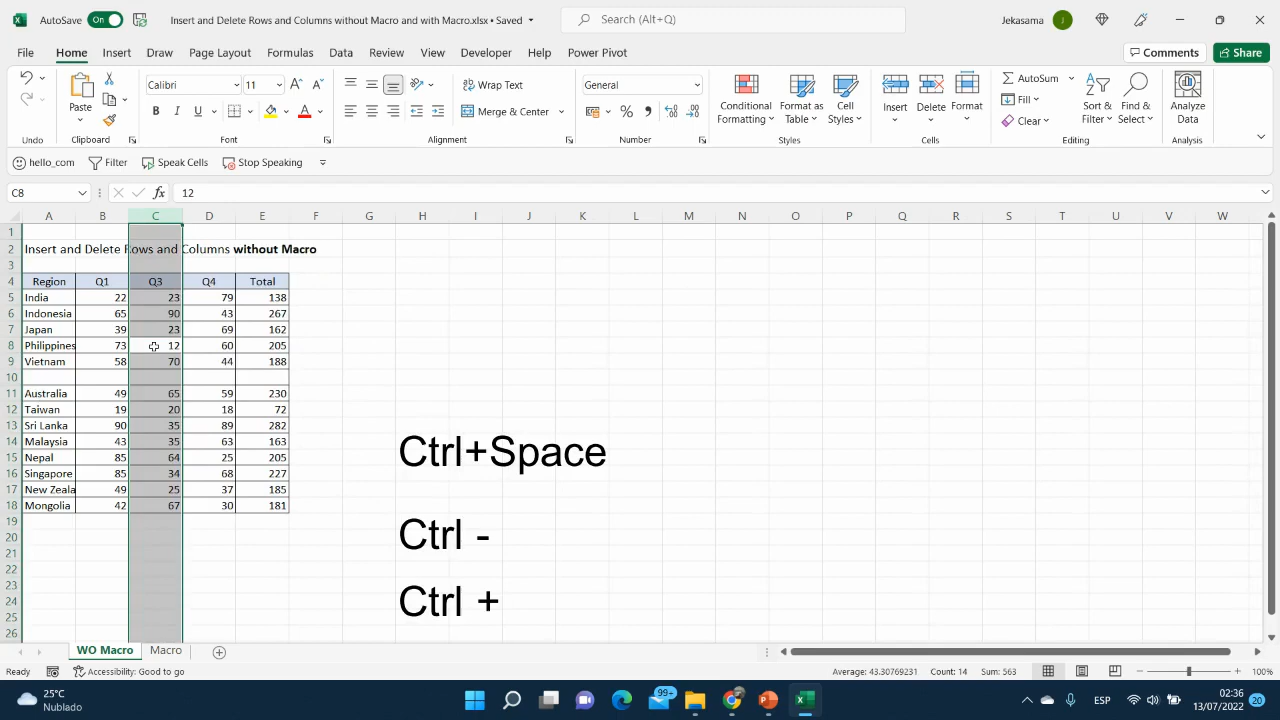 AutoSave On Insert and Delete Rows and Columns without Macro and with Macro.xlsx • Saved Search (Alt+Q) Jekasama J
File Home Insert Draw Page Layout Formulas Data Review View Developer Help Power Pivot Comments Share
Paste Calibri 11 Wrap Text General Conditional Formatting Format as Table Cell Styles Insert Delete Format AutoSum Sort & Filter Find & Select Analyze Data
B I U Merge & Center % Fill
Clear
Undo Clipboard Font Alignment Number Styles Cells Editing Analysis
hello_com Filter Speak Cells Stop Speaking
C8 fx 12
A B C D E F G H I J K L M N O P Q R S T U V W
1
2 Insert and Delete Rows and Columns without Macro
3
4 Region Q1 Q3 Q4 Total
5 India 22 23 79 138
6 Indonesia 65 90 43 267
7 Japan 39 23 69 162
8 Philippines 73 12 60 205
9 Vietnam 58 70 44 188
10
11 Australia 49 65 59 230
12 Taiwan 19 20 18 72
13 Sri Lanka 90 35 89 282
14 Malaysia 43 35 63 163
15 Nepal 85 64 25 205
16 Singapore 85 34 68 227
17 New Zeala 49 25 37 185
18 Mongolia 42 67 30 181
19
20
21
22
23
24
25
26
Ctrl+Space
Ctrl -
Ctrl +
WO Macro Macro
Ready Accessibility: Good to go Average: 43.30769231 Count: 14 Sum: 563 100%
25°C
Nublado
99+
ESP
02:36
13/07/2022
20